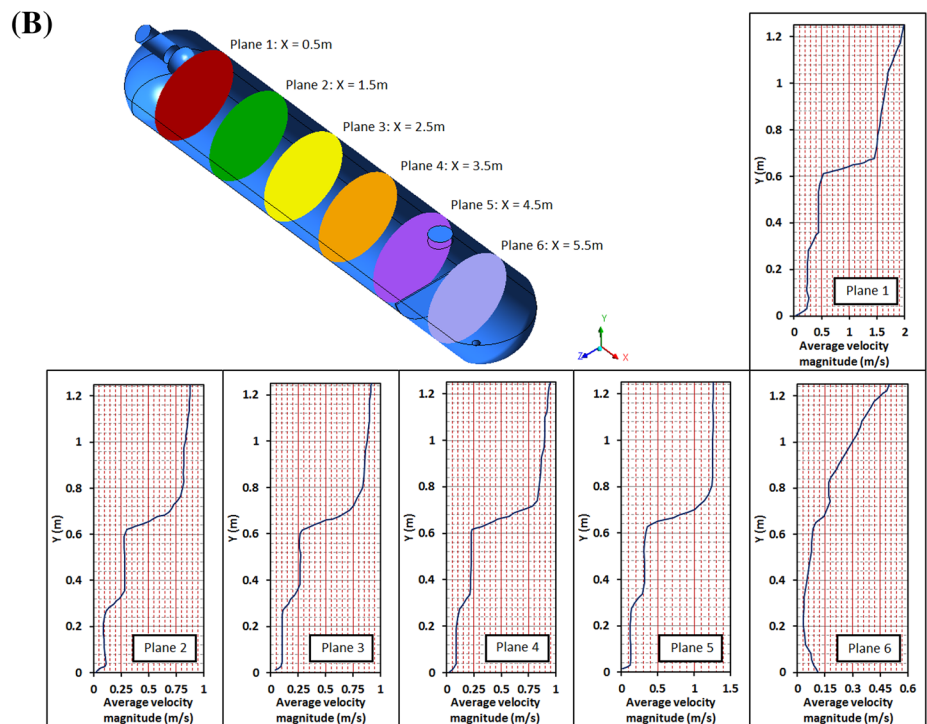 (B)
Plane 1: X = 0.5m
Plane 2: X = 1.5m
Plane 3: X = 2.5m
Plane 4: X = 3.5m
Plane 5: X = 4.5m
Plane 6: X = 5.5m
Y
Z
X
1.2
1
0.8
0.6
0.4
0.2
0
Y (m)
Plane 1
0
0.5
1
1.5
2
Average velocity
magnitude (m/s)
1.2
1
0.8
0.6
0.4
0.2
0
Y (m)
Plane 2
0
0.25
0.5
0.75
1
Average velocity
magnitude (m/s)
1.2
1
0.8
0.6
0.4
0.2
0
Y (m)
Plane 3
0
0.25
0.5
0.75
1
Average velocity
magnitude (m/s)
1.2
1
0.8
0.6
0.4
0.2
0
Y (m)
Plane 4
0
0.25
0.5
0.75
1
Average velocity
magnitude (m/s)
1.2
1
0.8
0.6
0.4
0.2
0
Y (m)
Plane 5
0
0.5
1
1.5
Average velocity
magnitude (m/s)
1.2
1
0.8
0.6
0.4
0.2
0
Y (m)
Plane 6
0
0.15
0.3
0.45
0.6
Average velocity
magnitude (m/s)